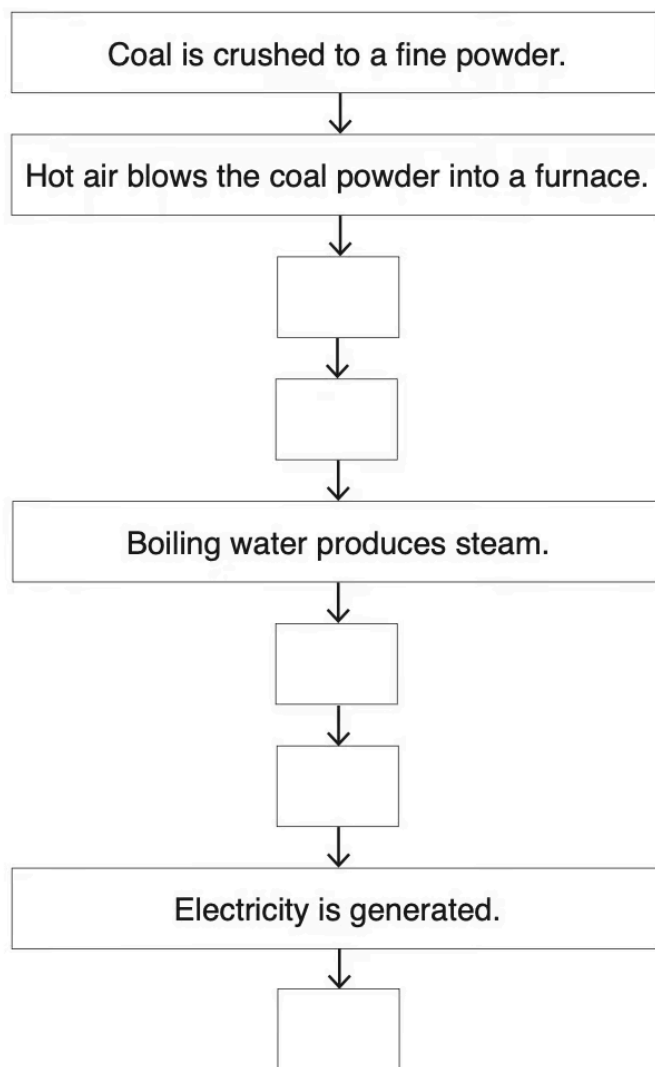 Coal is crushed to a fine powder.
Hot air blows the coal powder into a furnace.
Boiling water produces steam.
Electricity is generated.